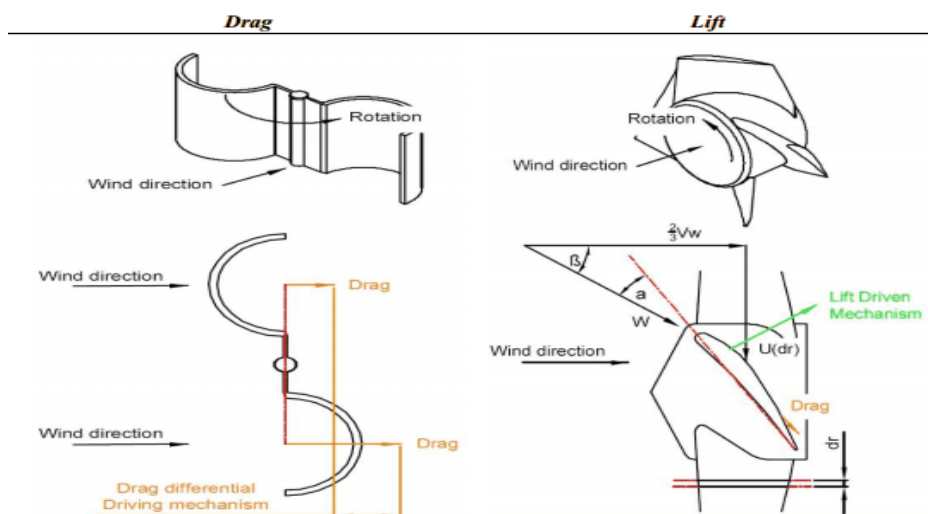 Drag
Lift
Rotation
Wind direction
Rotation
Wind direction
Wind direction
Drag
Wind direction
Drag
Drag differential
Driving mechanism
⅔Vw
ß
a
W
Lift Driven
Mechanism
U(dr)
Wind direction
Drag
dr